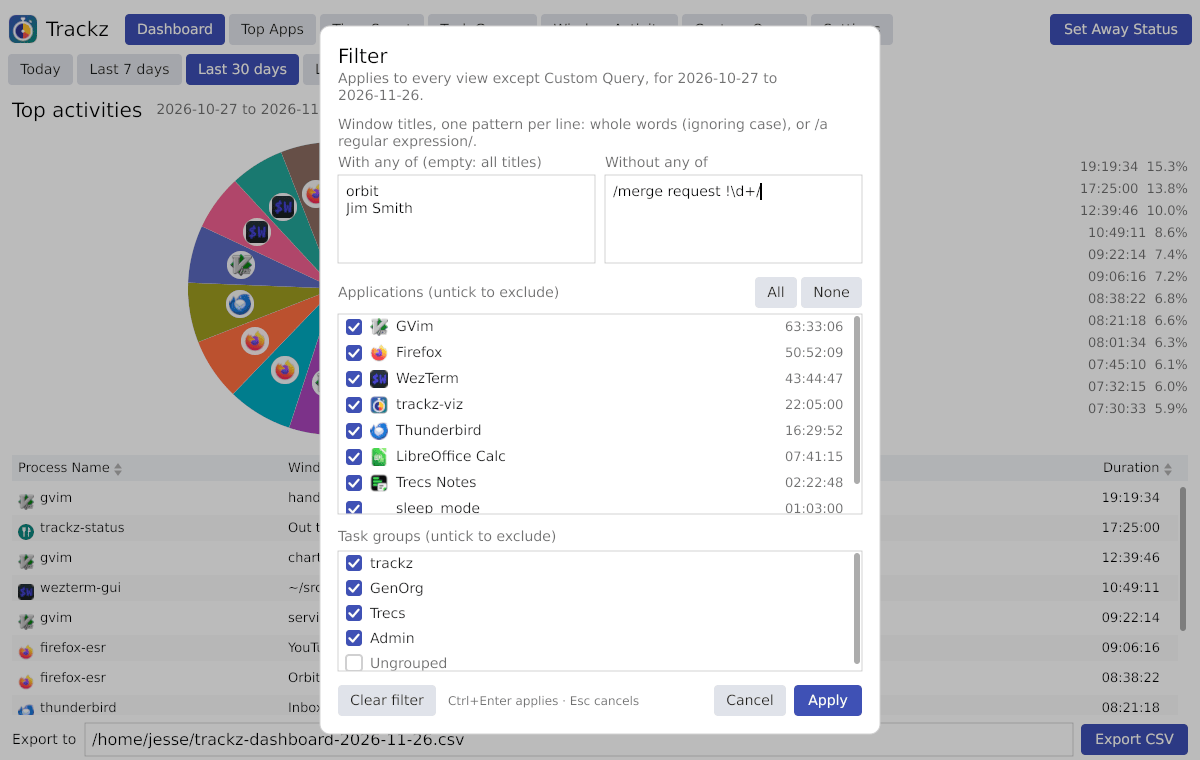 Trackz
Dashboard
Top Apps
Set Away Status
Today
Last 7 days
Last 30 days
Top activities
2026-10-27 to 2026-11
Filter
Applies to every view except Custom Query, for 2026-10-27 to
2026-11-26.
Window titles, one pattern per line: whole words (ignoring case), or /a
regular expression/.
With any of (empty: all titles)
Without any of
orbit
Jim Smith
/merge request !\d+/
Applications (untick to exclude)
All
None
GVim 63:33:06
Firefox 50:52:09
WezTerm 43:44:47
trackz-viz 22:05:00
Thunderbird 16:29:52
LibreOffice Calc 07:41:15
Trecs Notes 02:22:48
sleep_mode 01:03:00
Task groups (untick to exclude)
trackz
GenOrg
Trecs
Admin
Ungrouped
Clear filter
Ctrl+Enter applies · Esc cancels
Cancel
Apply
19:19:34 15.3%
17:25:00 13.8%
12:39:46 10.0%
10:49:11 8.6%
09:22:14 7.4%
09:06:16 7.2%
08:38:22 6.8%
08:21:18 6.6%
08:01:34 6.3%
07:45:10 6.1%
07:32:15 6.0%
07:30:33 5.9%
Process Name Wind Duration
gvim hand 19:19:34
trackz-status Out t 17:25:00
gvim chart 12:39:46
wezterm-gui ~/src 10:49:11
gvim servi 09:22:14
firefox-esr YouTu 09:06:16
firefox-esr Orbit 08:38:22
thunderbird Inbox 08:21:18
Export to
/home/jesse/trackz-dashboard-2026-11-26.csv
Export CSV